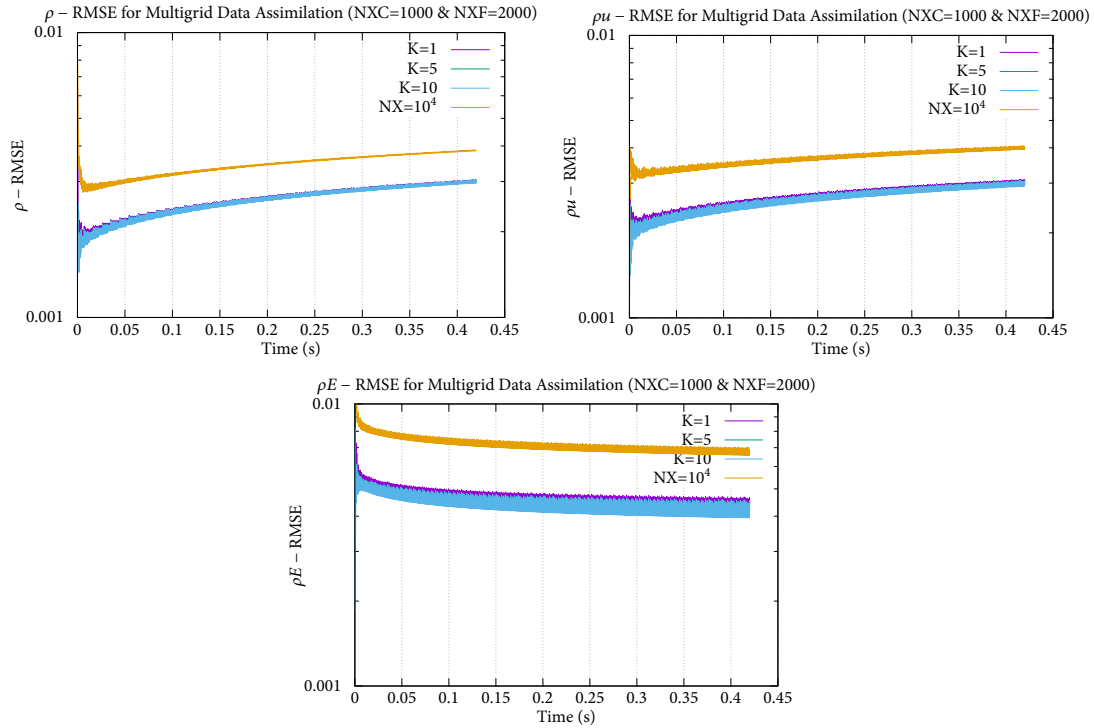 ρ – RMSE for Multigrid Data Assimilation (NXC=1000 & NXF=2000)
0.01
K=1
K=5
K=10
NX=10⁴
ρ – RMSE
0.001
0 0.05 0.1 0.15 0.2 0.25 0.3 0.35 0.4 0.45
Time (s)
ρu – RMSE for Multigrid Data Assimilation (NXC=1000 & NXF=2000)
0.01
K=1
K=5
K=10
NX=10⁴
ρu – RMSE
0.001
0 0.05 0.1 0.15 0.2 0.25 0.3 0.35 0.4 0.45
Time (s)
ρE – RMSE for Multigrid Data Assimilation (NXC=1000 & NXF=2000)
0.01
K=1
K=5
K=10
NX=10⁴
ρE – RMSE
0.001
0 0.05 0.1 0.15 0.2 0.25 0.3 0.35 0.4 0.45
Time (s)